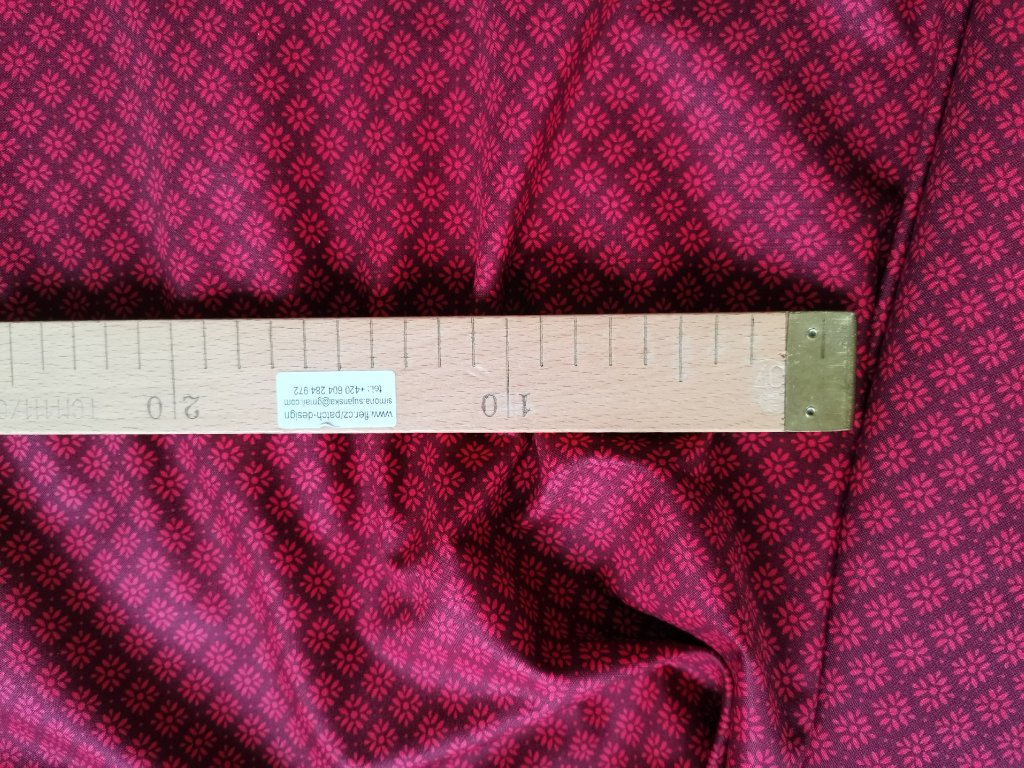 10
www.fler.cz/patch-design
simona.sujanska@gmail.com
tel.: +420 604 284 972
20